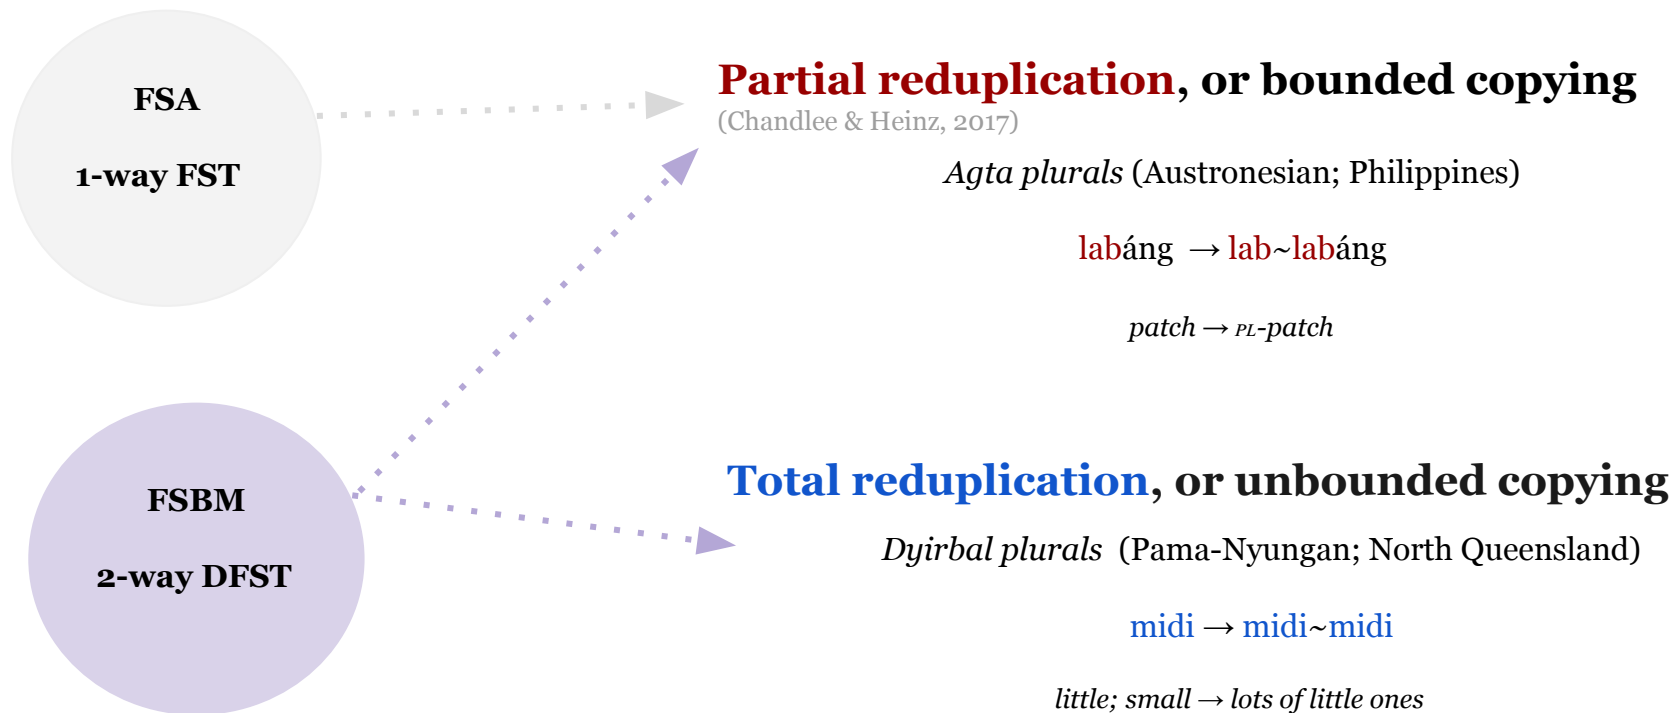 FSA
1-way FST
Partial reduplication, or bounded copying
(Chandlee & Heinz, 2017)
Agta plurals (Austronesian; Philippines)
labáng → lab~labáng
patch → PL-patch
FSBM
2-way DFST
Total reduplication, or unbounded copying
Dyirbal plurals (Pama-Nyungan; North Queensland)
midi → midi~midi
little; small → lots of little ones